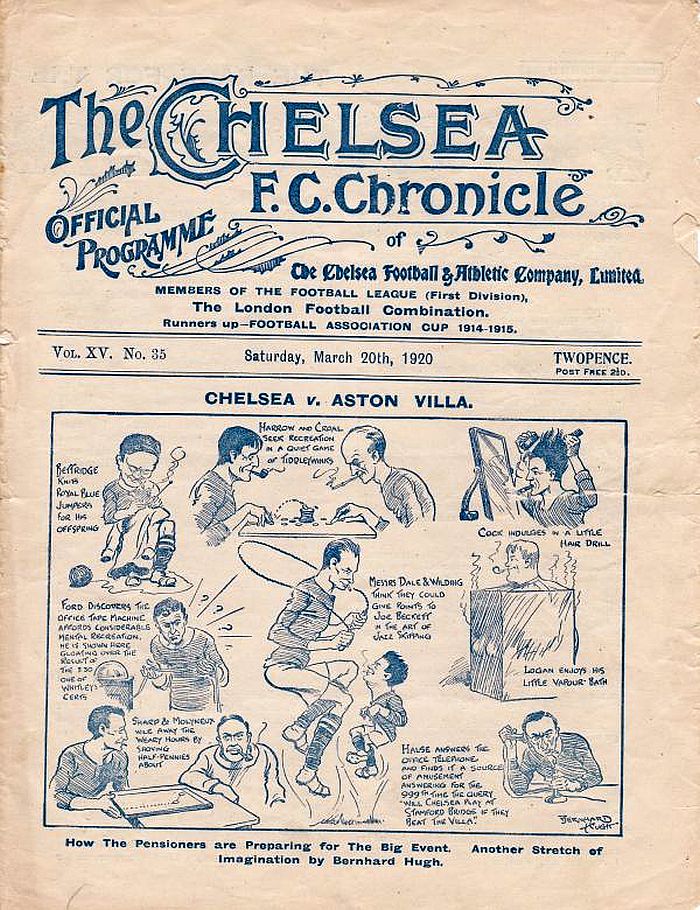 The CHELSEA
F.C. Chronicle
OFFICIAL
PROGRAMME
of
The Chelsea Football & Athletic Company, Limited.
MEMBERS OF THE FOOTBALL LEAGUE (First Division),
The London Football Combination.
Runners up—FOOTBALL ASSOCIATION CUP 1914-1915.
VOL. XV. No. 35
Saturday, March 20th, 1920
TWOPENCE.
POST FREE 2½D.
CHELSEA v. ASTON VILLA.
BETTRIDGE
KNITS
ROYAL BLUE
JUMPERS
FOR HIS
OFFSPRING
HARROW AND CROAL
SEEK RECREATION
IN A QUIET GAME
OF TIDDLEYWINKS
COCK INDULGES IN A LITTLE
HAIR DRILL
FORD DISCOVERS THE
OFFICE TAPE MACHINE
AFFORDS CONSIDERABLE
MENTAL RECREATION.
HE IS SHOWN HERE
GLOATING OVER THE
RESULT OF
THE 2.30
ONE OF
WHITLEY'S
CERTS
? ? ?
MESSRS DALE & WILDING
THINK THEY COULD
GIVE POINTS TO
JOE BECKETT
IN THE ART OF
JAZZ SKIPPING
LOGAN ENJOYS HIS
LITTLE VAPOUR-BATH
SHARP & MOLYNEUX
WILE AWAY THE
WEARY HOURS BY
SHOVING
HALF-PENNIES
ABOUT
HALSE ANSWERS THE
OFFICE TELEPHONE
AND FINDS IT A SOURCE
OF AMUSEMENT
ANSWERING FOR THE
999TH TIME THE QUERY
"WILL CHELSEA PLAY AT
STAMFORD BRIDGE IF THEY
BEAT THE VILLA".
BERNHARD
HUGH
How The Pensioners are Preparing for The Big Event. Another Stretch of
Imagination by Bernhard Hugh.